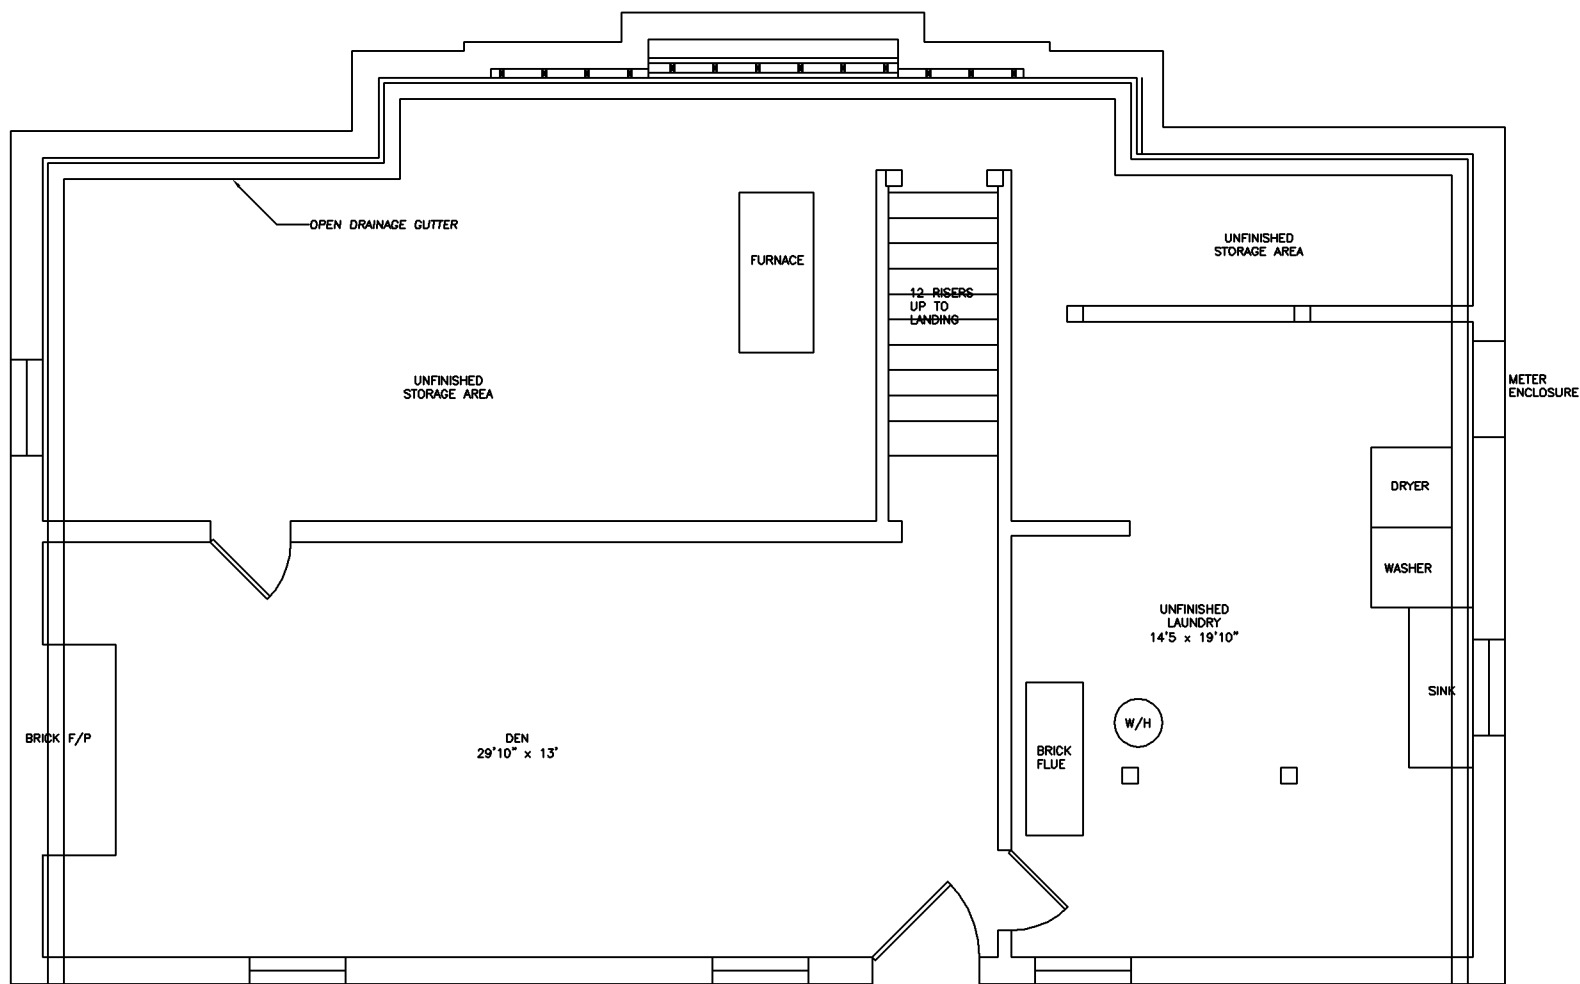 OPEN DRAINAGE GUTTER
FURNACE
UNFINISHED
STORAGE AREA
12 RISERS
UP TO
LANDING
UNFINISHED
STORAGE AREA
METER
ENCLOSURE
DRYER
WASHER
UNFINISHED
LAUNDRY
14'5 x 19'10"
SINK
BRICK F/P
DEN
29'10" x 13'
BRICK
FLUE
W/H